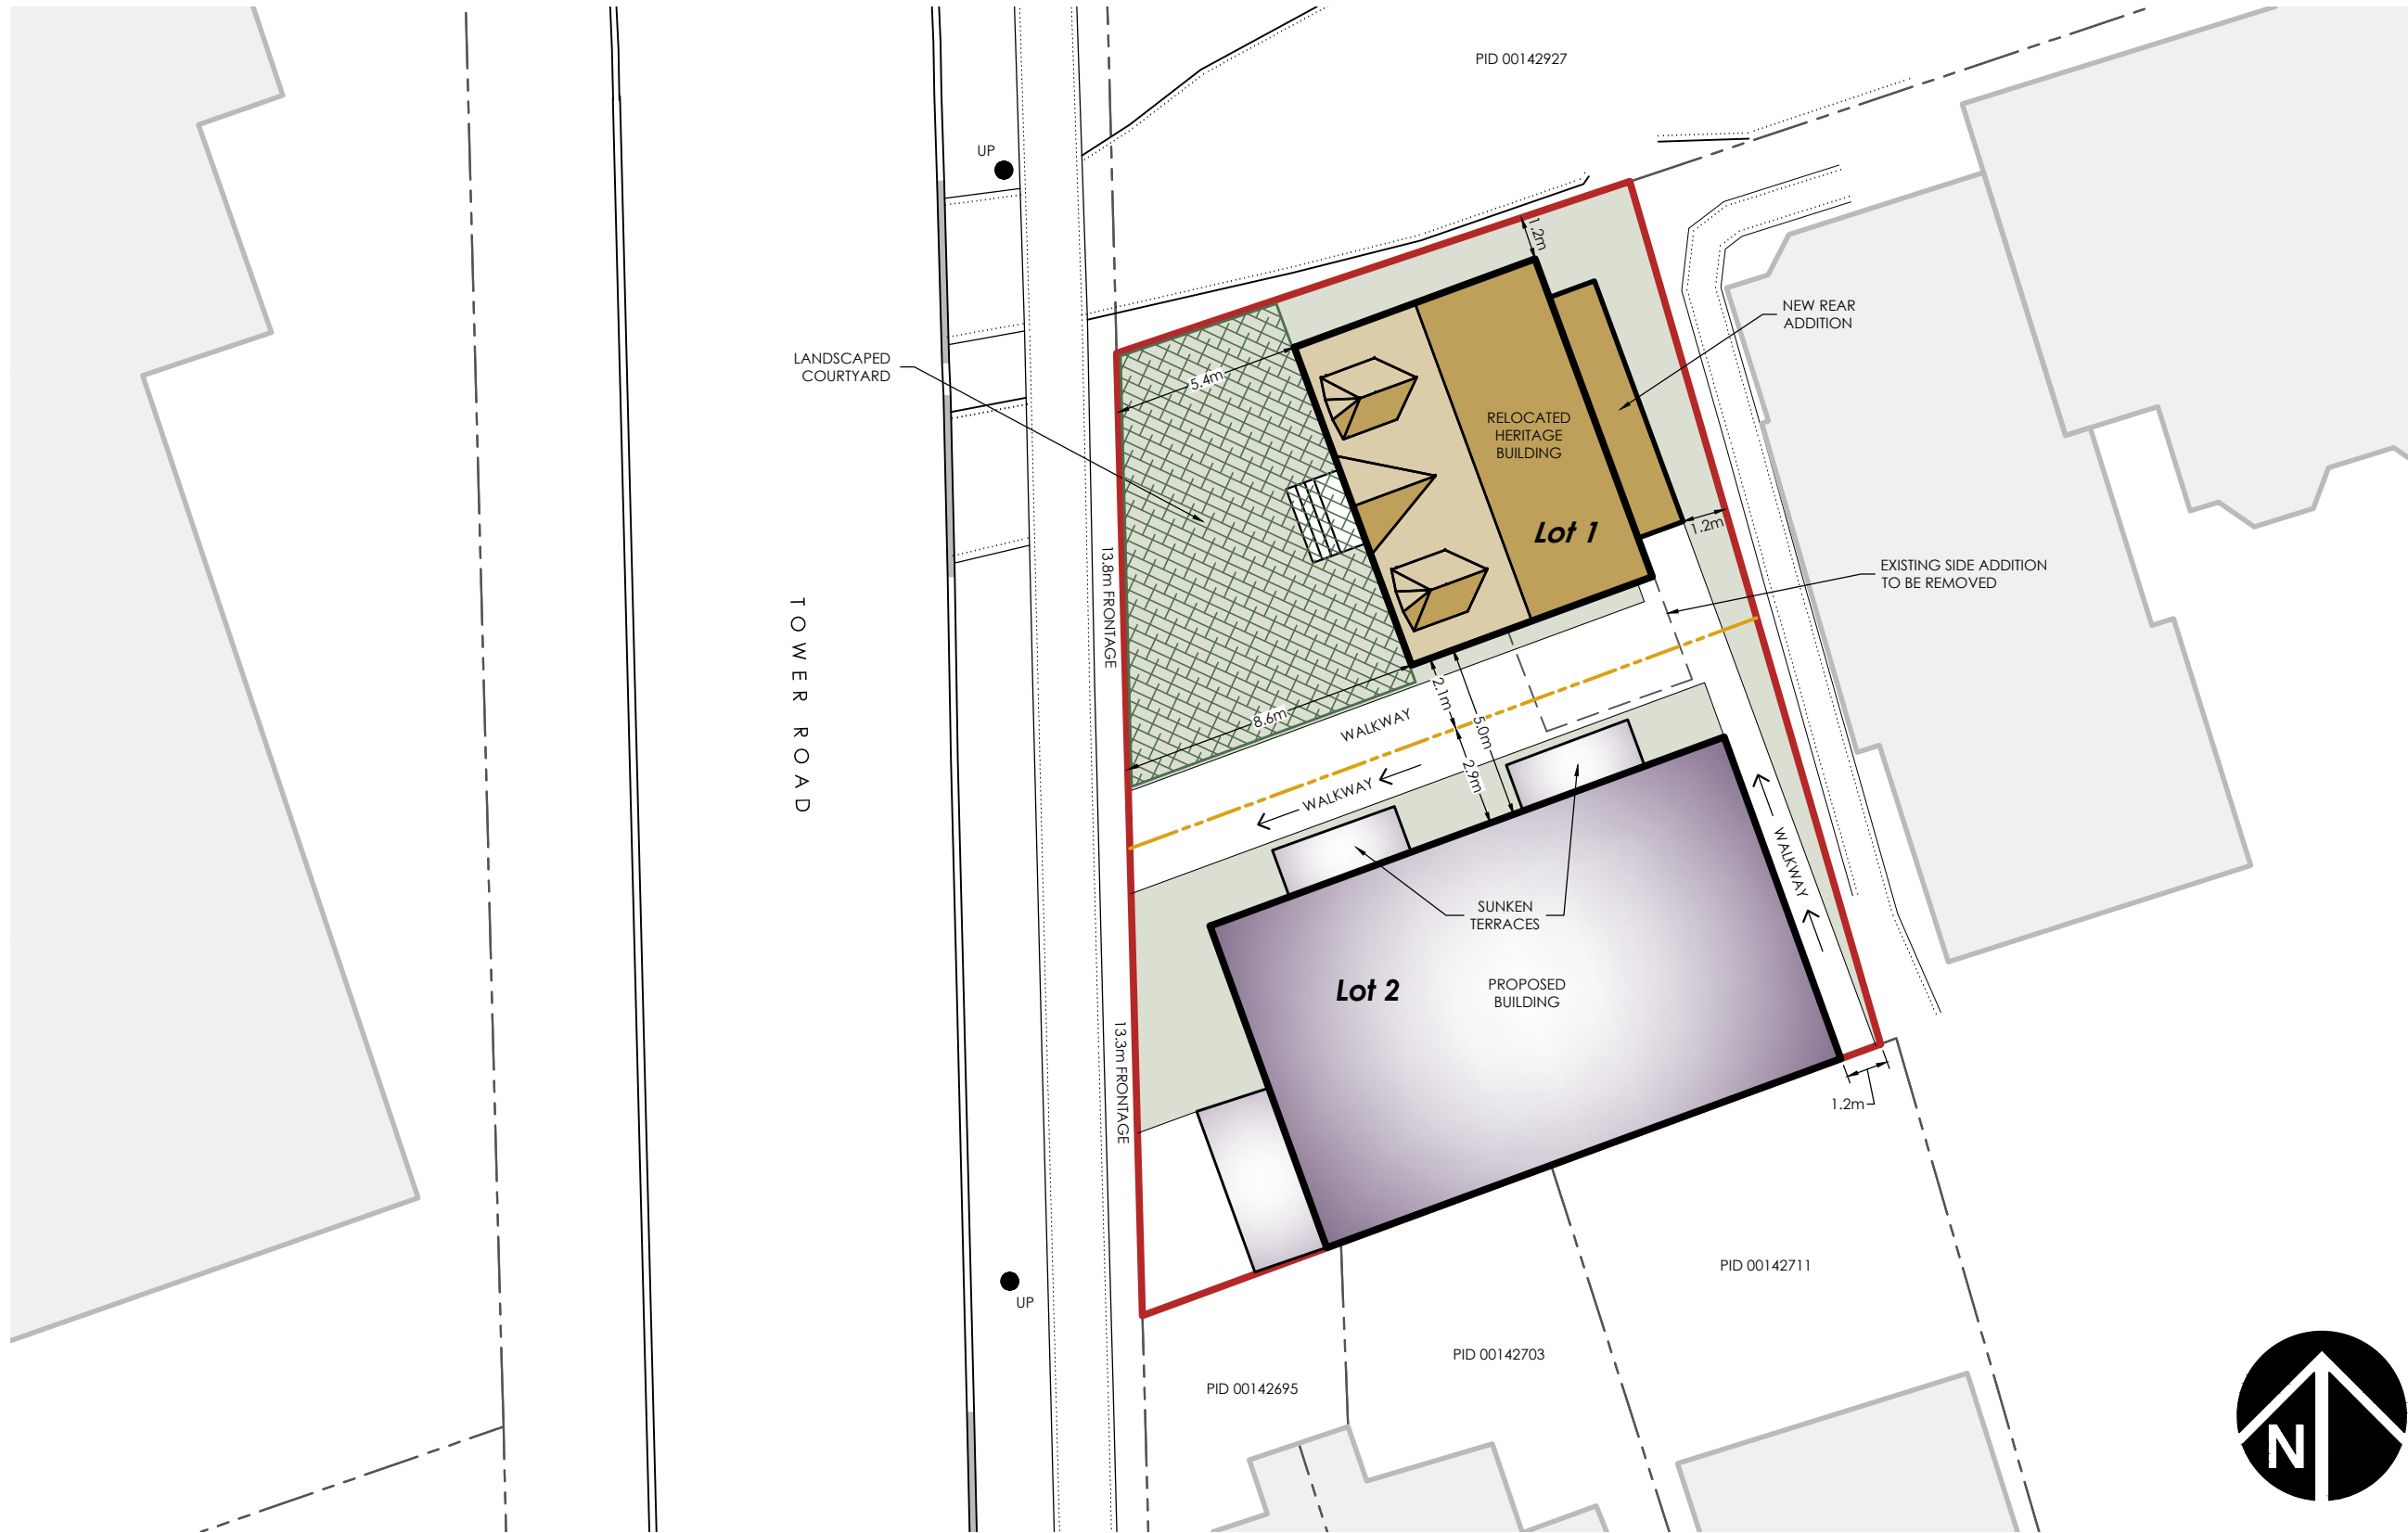 PID 00142927
UP
1.2m
NEW REAR
ADDITION
LANDSCAPED
COURTYARD
5.4m
RELOCATED
HERITAGE
BUILDING
Lot 1
1.2m
EXISTING SIDE ADDITION
TO BE REMOVED
13.8m FRONTAGE
TOWER ROAD
8.6m
2.1m
5.0m
WALKWAY
2.9m
WALKWAY
WALKWAY
SUNKEN
TERRACES
Lot 2
PROPOSED
BUILDING
13.3m FRONTAGE
1.2m
PID 00142711
UP
PID 00142703
PID 00142695
N